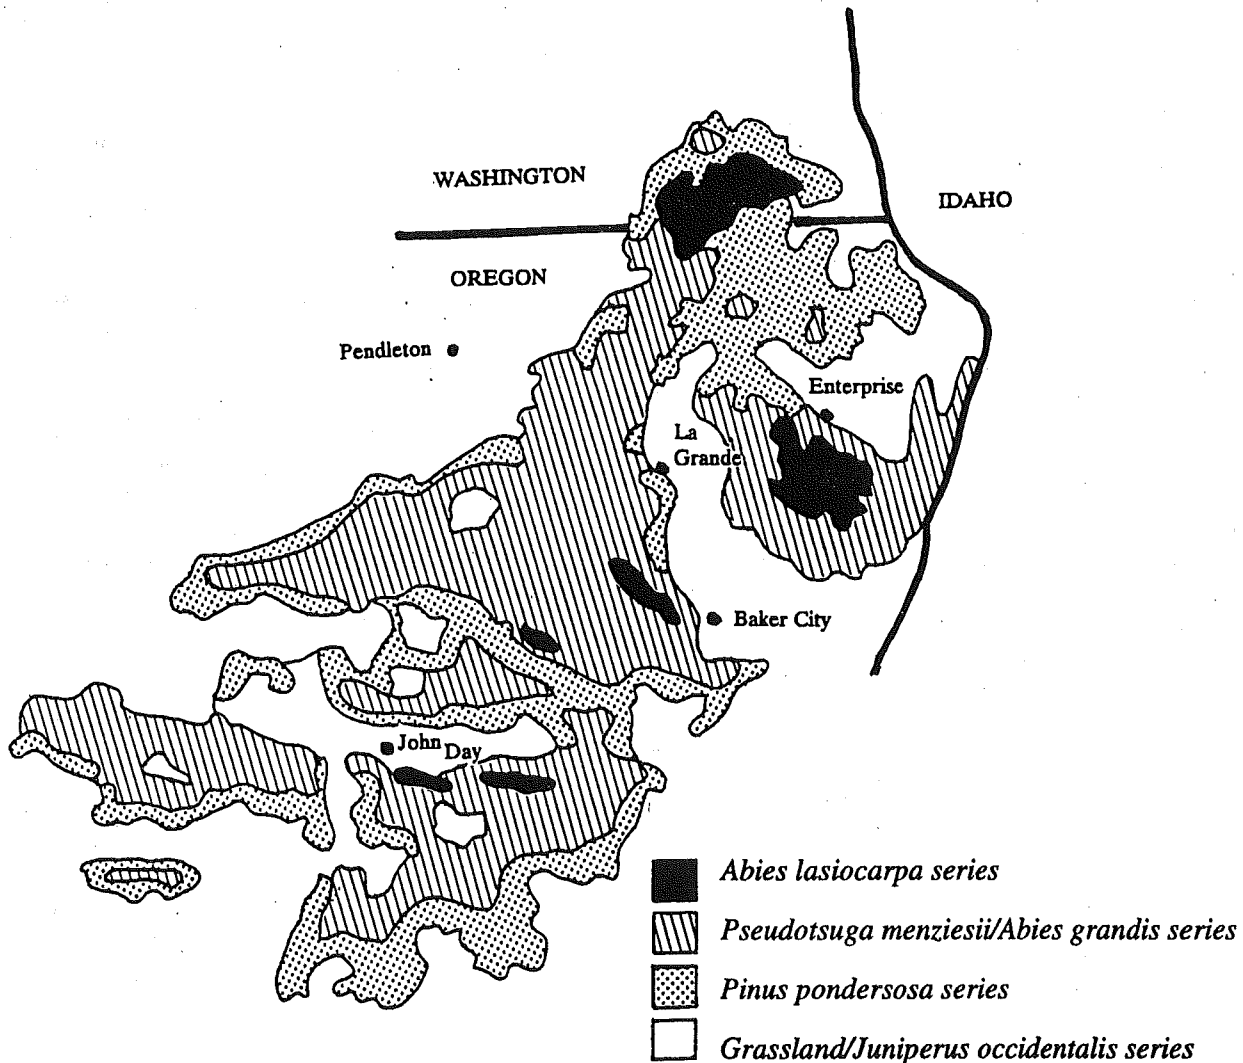 WASHINGTON
IDAHO
OREGON
Pendleton
Enterprise
La
Grande
Baker City
John Day
Abies lasiocarpa series
Pseudotsuga menziesii/Abies grandis series
Pinus pondersosa series
Grassland/Juniperus occidentalis series